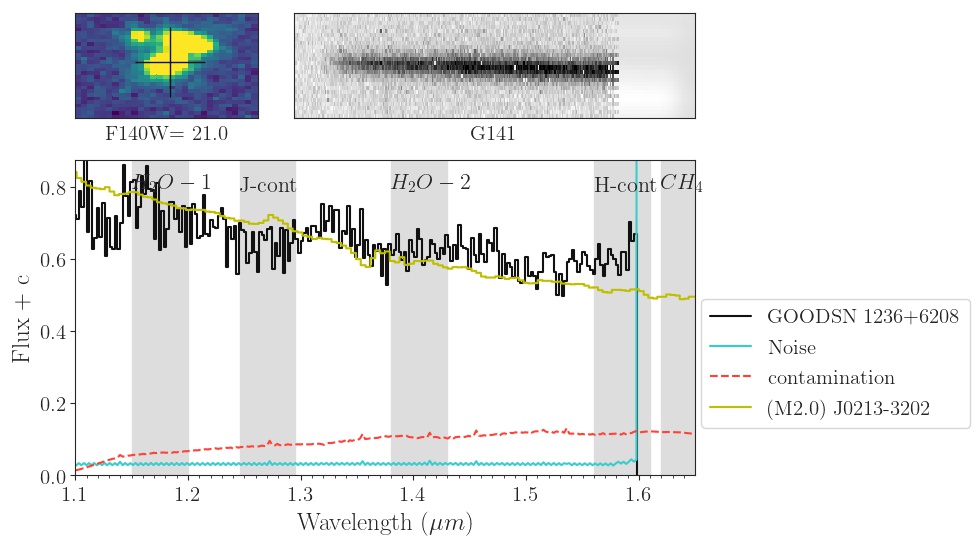 F140W= 21.0
G141
H₂O − 1
J-cont
H₂O − 2
H-cont
CH₄
0.8
0.6
0.4
0.2
0.0
Flux + c
1.1
1.2
1.3
1.4
1.5
1.6
Wavelength (μm)
GOODSN 1236+6208
Noise
contamination
(M2.0) J0213-3202